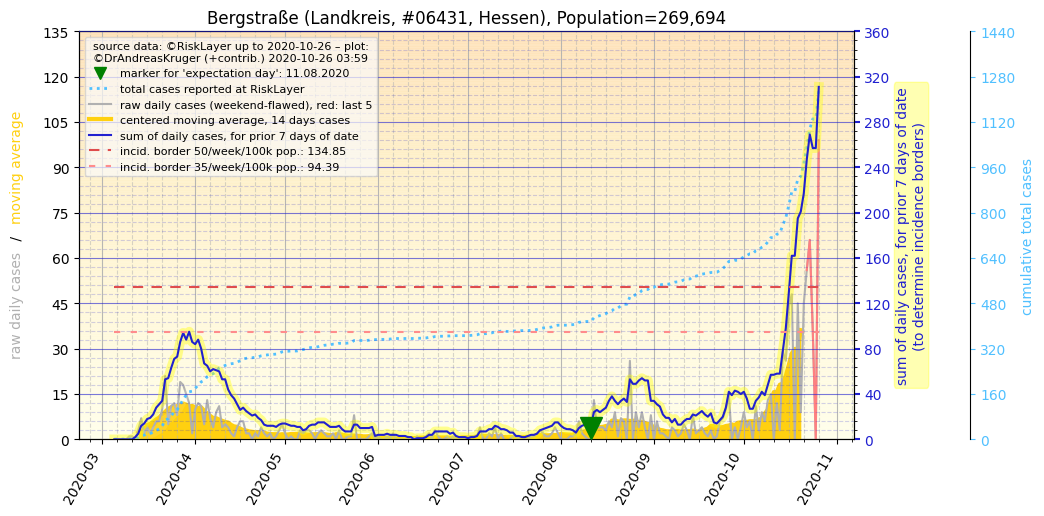 Bergstraße (Landkreis, #06431, Hessen), Population=269,694
source data: ©RiskLayer up to 2020-10-26 – plot:
©DrAndreasKruger (+contrib.) 2020-10-26 03:59
marker for 'expectation day': 11.08.2020
total cases reported at RiskLayer
raw daily cases (weekend-flawed), red: last 5
centered moving average, 14 days cases
sum of daily cases, for prior 7 days of date
incid. border 50/week/100k pop.: 134.85
incid. border 35/week/100k pop.: 94.39
raw daily cases / moving average
135
120
105
90
75
60
45
30
15
0
2020-03
2020-04
2020-05
2020-06
2020-07
2020-08
2020-09
2020-10
2020-11
360
320
280
240
200
160
120
80
40
0
sum of daily cases, for prior 7 days of date
(to determine incidence borders)
1440
1280
1120
960
800
640
480
320
160
0
cumulative total cases